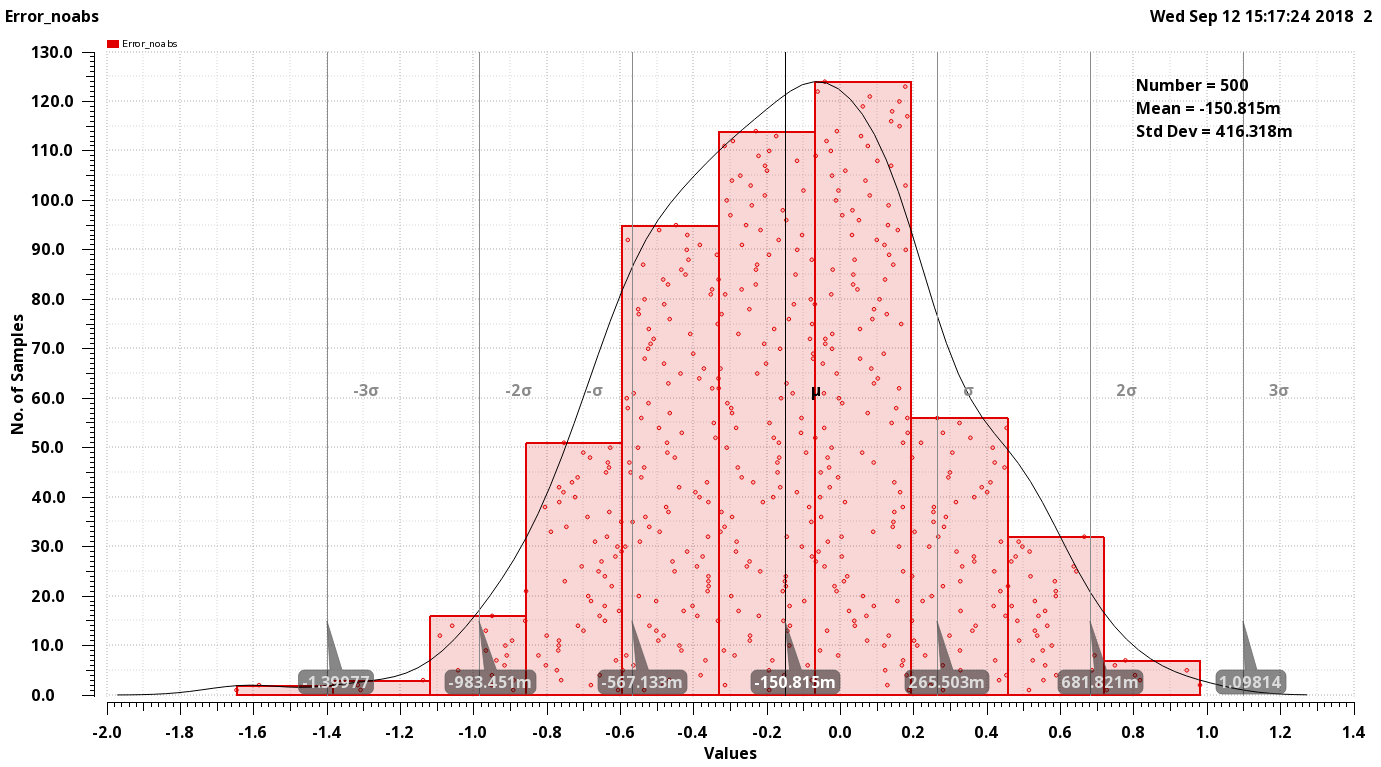 Error_noabs
Wed Sep 12 15:17:24 2018 2
Error_noabs
Number = 500
Mean = -150.815m
Std Dev = 416.318m
130.0
120.0
110.0
100.0
90.0
80.0
70.0
60.0
50.0
40.0
30.0
20.0
10.0
0.0
No. of Samples
-3σ
-2σ
-σ
μ
σ
2σ
3σ
-1.39977
-983.451m
-567.133m
-150.815m
265.503m
681.821m
1.09814
-2.0
-1.8
-1.6
-1.4
-1.2
-1.0
-0.8
-0.6
-0.4
-0.2
0.0
0.2
0.4
0.6
0.8
1.0
1.2
1.4
Values